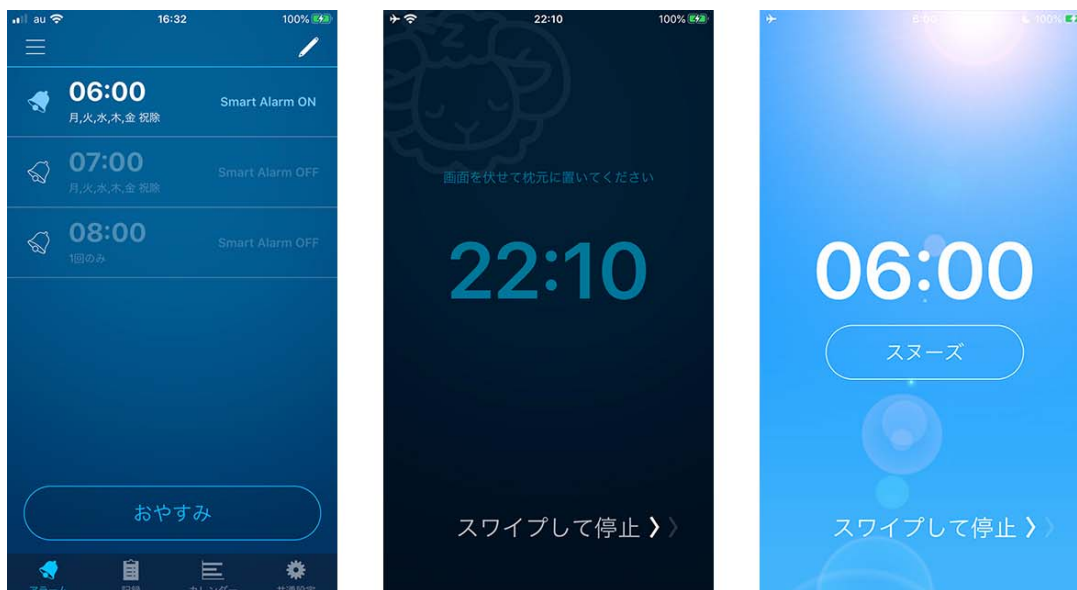 au 16:32 100%
06:00
Smart Alarm ON
月,火,水,木,金 祝除
07:00
Smart Alarm OFF
月,火,水,木,金 祝除
08:00
Smart Alarm OFF
1回のみ
おやすみ
22:10 100%
画面を伏せて枕元に置いてください
22:10
スワイプして停止
100%
06:00
スヌーズ
スワイプして停止